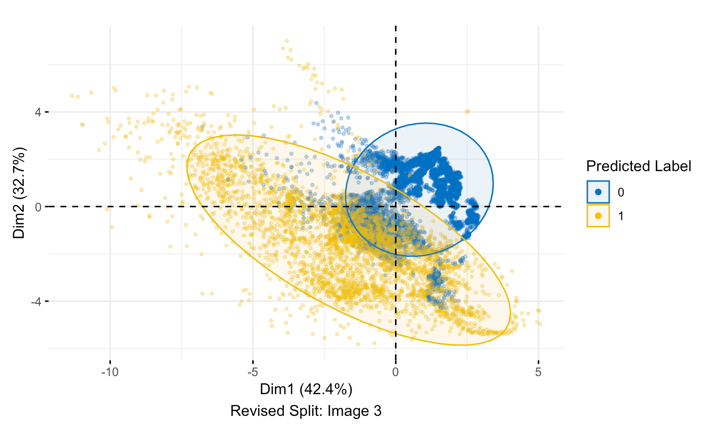 4
0
-4
Dim2 (32.7%)
-10
-5
0
5
Dim1 (42.4%)
Revised Split: Image 3
Predicted Label
0
1